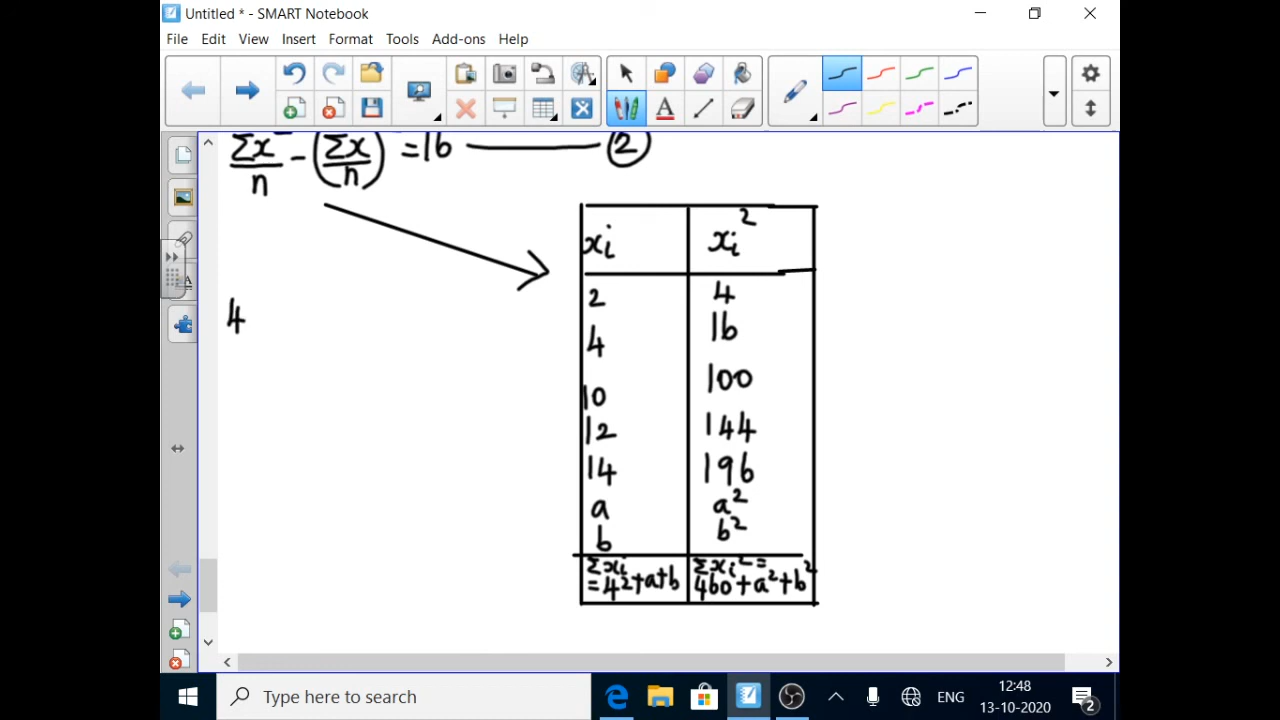 Untitled * - SMART Notebook
File Edit View Insert Format Tools Add-ons Help
Σx² / n - (Σx / n) = 16 ——— ②
xi xi²
2 4
4 16
4
10 100
12 144
14 196
a a²
b b²
Σxi = 42+a+b Σxi² = 460+a²+b²
Type here to search
ENG
12:48
13-10-2020
2